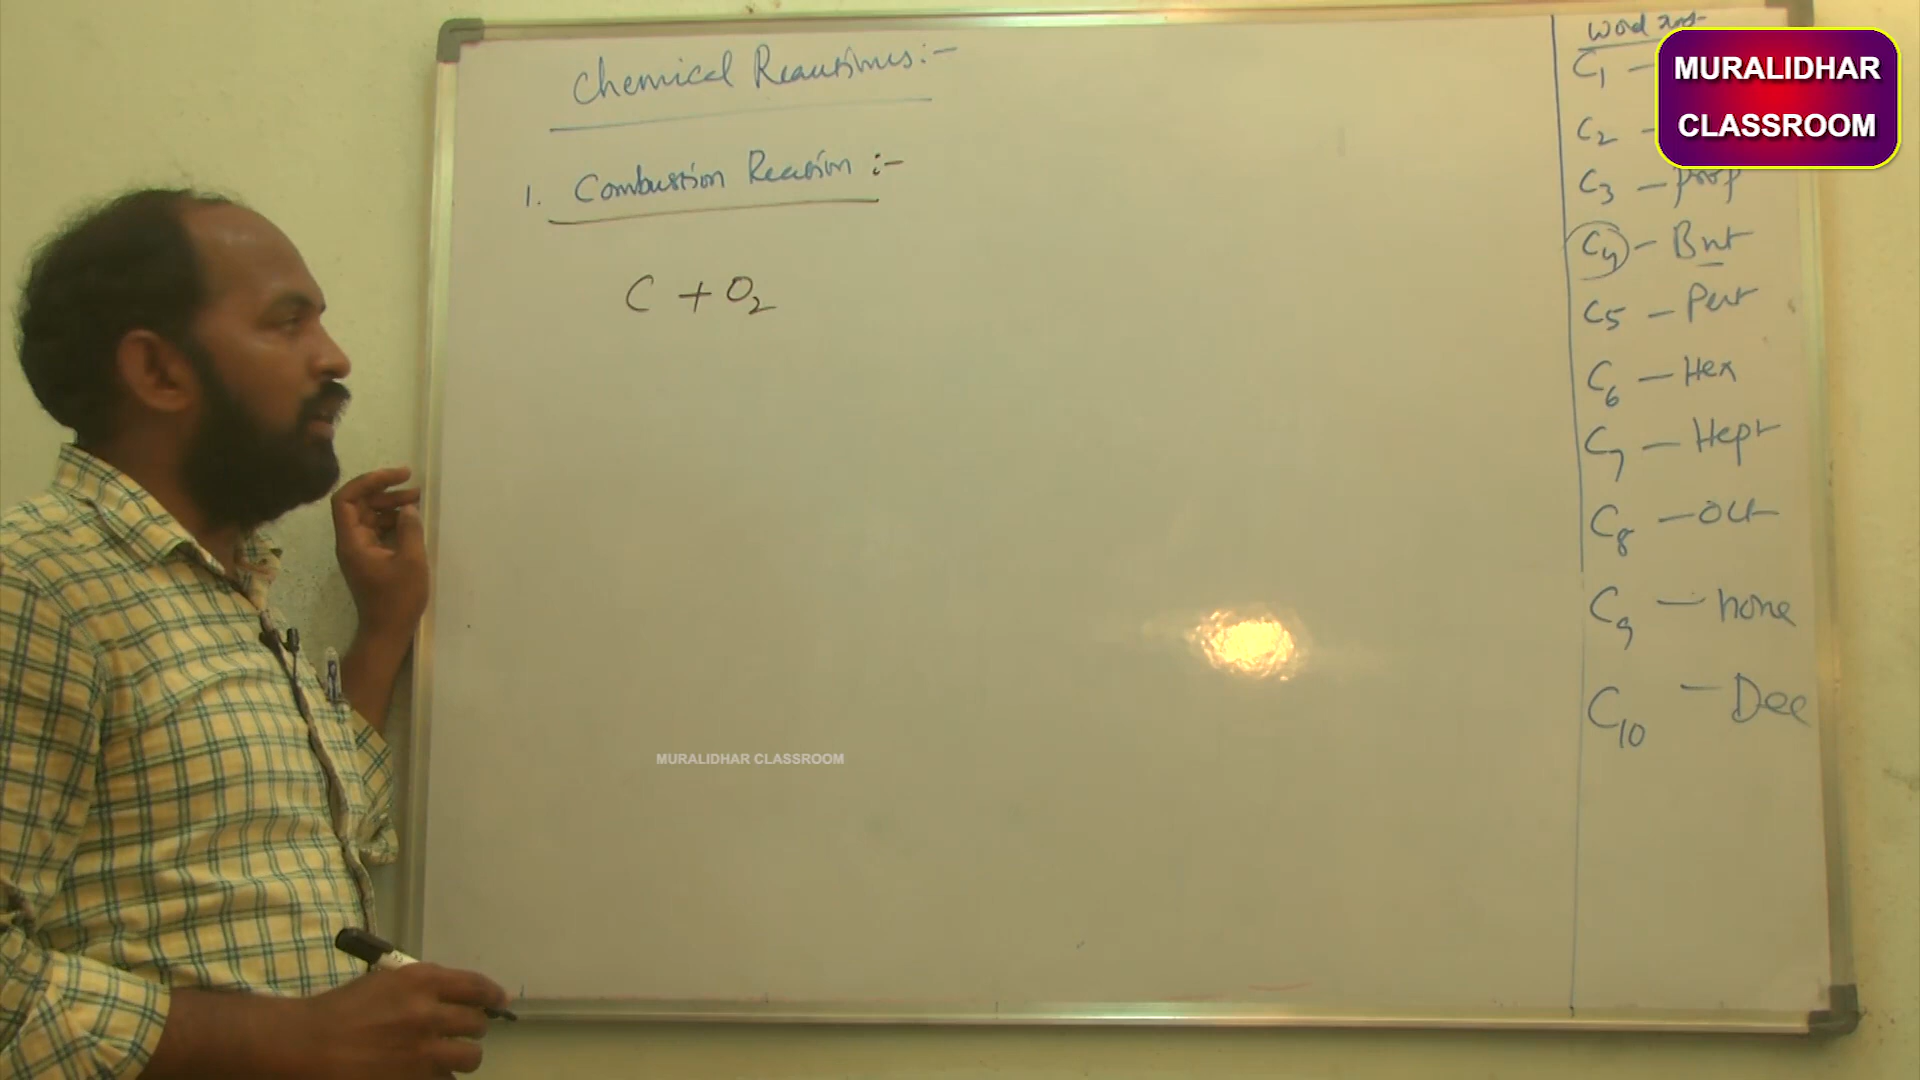 Chemical Reactions:-
1. Combustion Reaction :-
C + O2
MURALIDHAR CLASSROOM
word
C1 -
C2 -
C3 - prop
C4 - But
C5 - Pent
C6 - Hex
C7 - Hept
C8 - Oct
C9 - none
C10 - Dec
MURALIDHAR
CLASSROOM